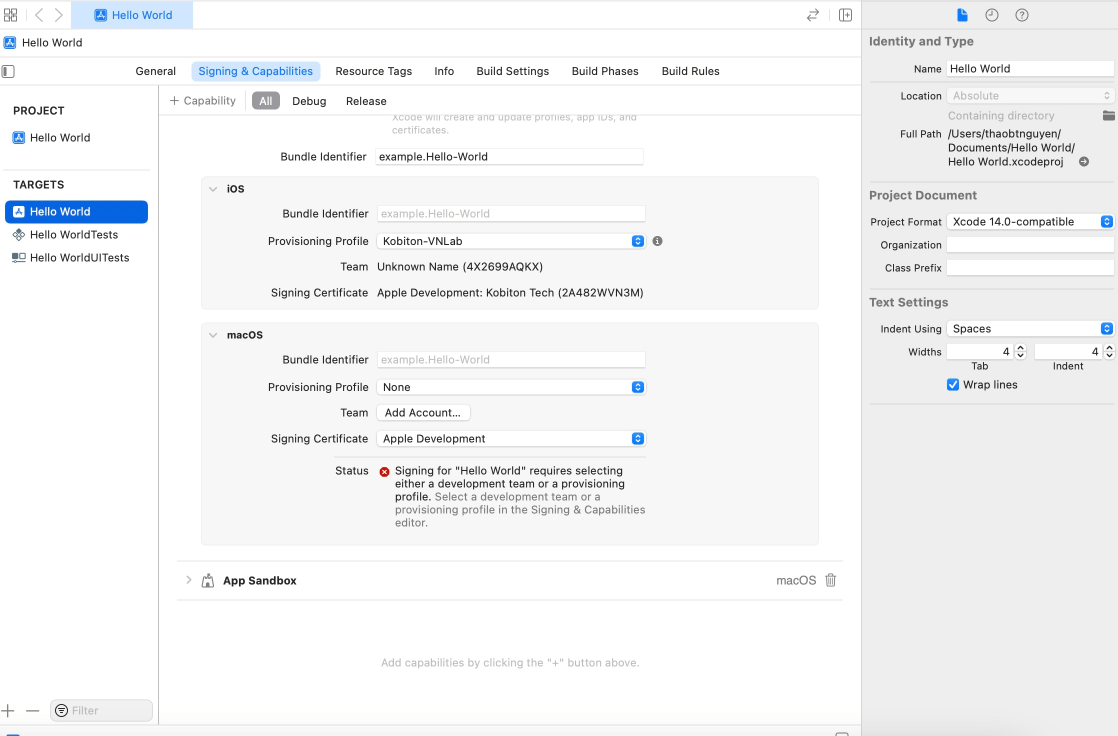 Hello World
Hello World
General
Signing & Capabilities
Resource Tags
Info
Build Settings
Build Phases
Build Rules
PROJECT
Hello World
TARGETS
Hello World
Hello WorldTests
Hello WorldUITests
Filter
+ Capability
All
Debug
Release
Xcode will create and update profiles, app IDs, and
certificates.
Bundle Identifier example.Hello-World
iOS
Bundle Identifier example.Hello-World
Provisioning Profile Kobiton-VNLab
Team Unknown Name (4X2699AQKX)
Signing Certificate Apple Development: Kobiton Tech (2A482WVN3M)
macOS
Bundle Identifier example.Hello-World
Provisioning Profile None
Team Add Account...
Signing Certificate Apple Development
Status Signing for "Hello World" requires selecting
either a development team or a provisioning
profile. Select a development team or a
provisioning profile in the Signing & Capabilities
editor.
App Sandbox macOS
Add capabilities by clicking the "+" button above.
Identity and Type
Name Hello World
Location Absolute
Containing directory
Full Path /Users/thaobtnguyen/
Documents/Hello World/
Hello World.xcodeproj
Project Document
Project Format Xcode 14.0-compatible
Organization
Class Prefix
Text Settings
Indent Using Spaces
Widths 4 4
Tab Indent
Wrap lines